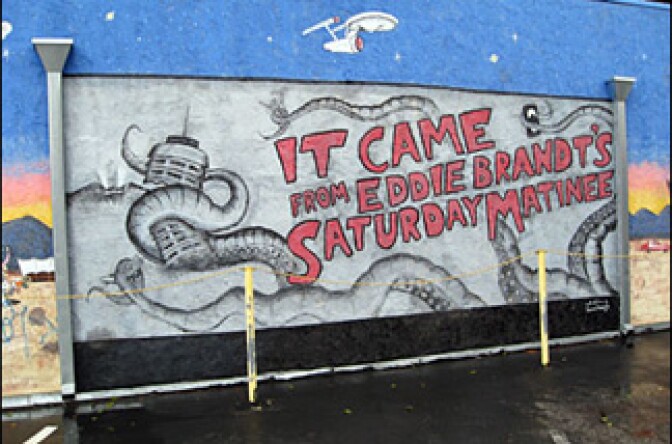 IT CAME
FROM EDDIE BRANDT'S
SATURDAY MATINEE